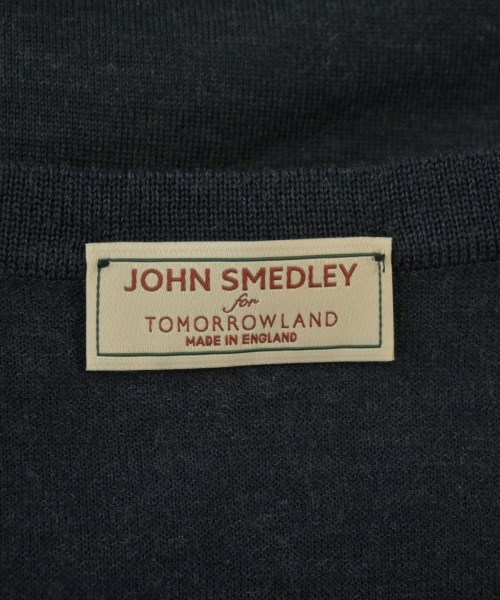 JOHN SMEDLEY
for
TOMORROWLAND
MADE IN ENGLAND